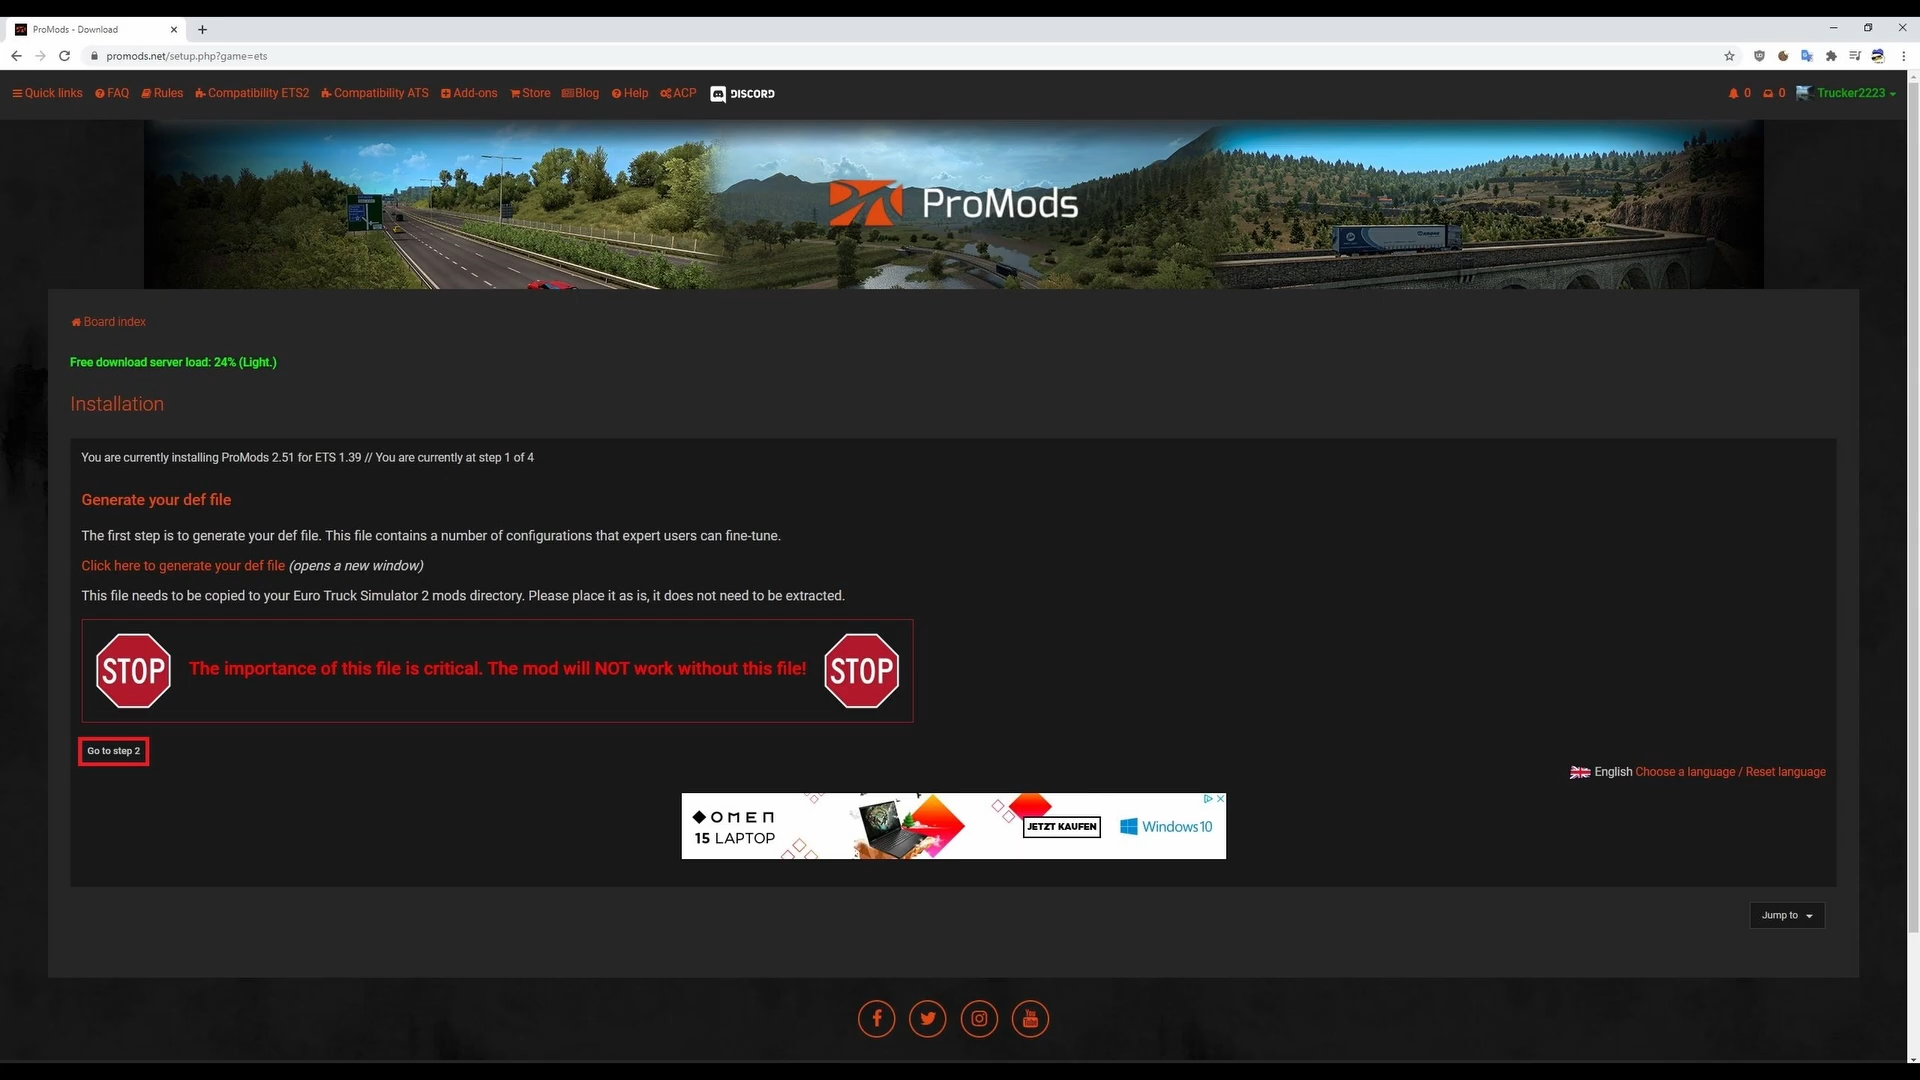 ProMods - Download
promods.net/setup.php?game=ets
Quick links FAQ Rules Compatibility ETS2 Compatibility ATS Add-ons Store Blog Help ACP DISCORD
0 0 Trucker2223
ProMods
Board index
Free download server load: 24% (Light.)
Installation
You are currently installing ProMods 2.51 for ETS 1.39 // You are currently at step 1 of 4
Generate your def file
The first step is to generate your def file. This file contains a number of configurations that expert users can fine-tune.
Click here to generate your def file (opens a new window)
This file needs to be copied to your Euro Truck Simulator 2 mods directory. Please place it as is, it does not need to be extracted.
STOP The importance of this file is critical. The mod will NOT work without this file! STOP
Go to step 2
English Choose a language / Reset language
OMEN
15 LAPTOP
JETZT KAUFEN
Windows 10
Jump to
You
Tube